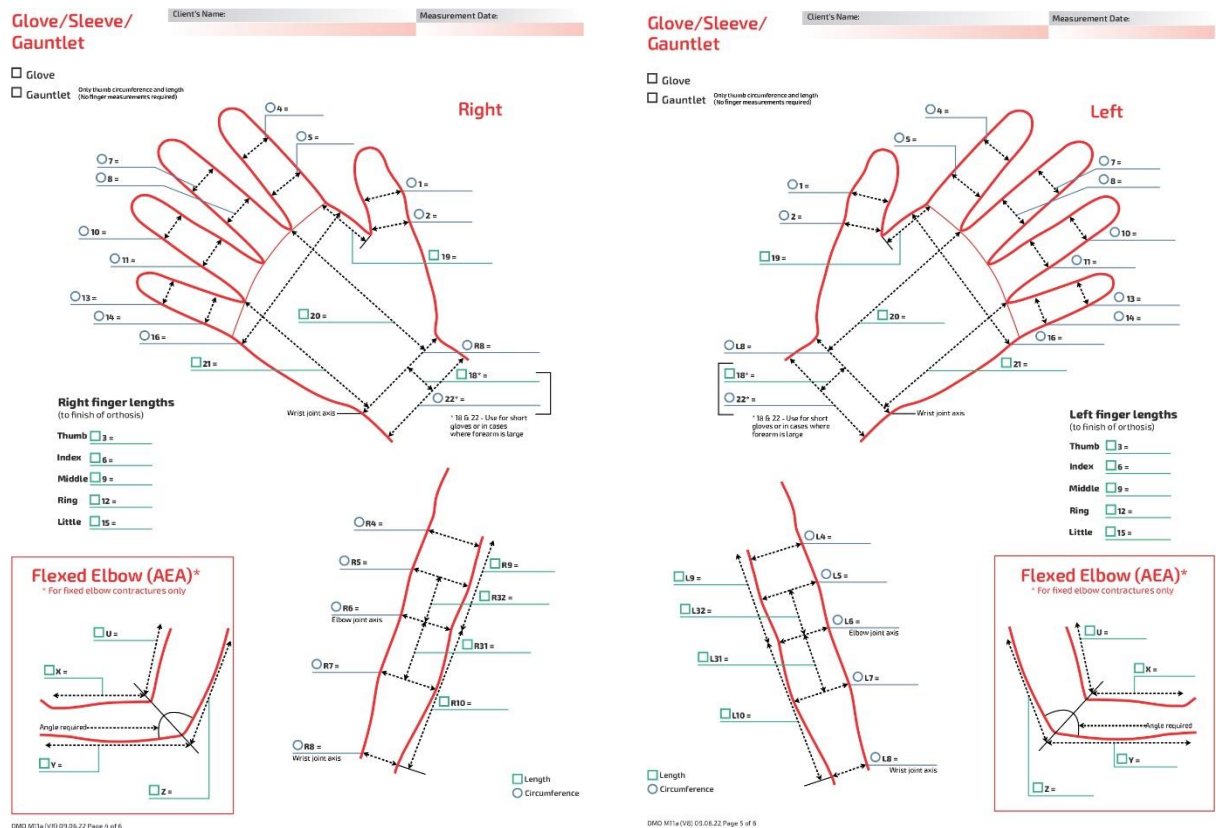 Glove/Sleeve/
Gauntlet
Client's Name:
Measurement Date:
Glove
Gauntlet
Only thumb circumference and length
(No finger measurements required)
Right
4 =
5 =
7 =
8 =
1 =
2 =
10 =
11 =
19 =
13 =
14 =
16 =
20 =
21 =
R8 =
18* =
22* =
Wrist joint axis
* 18 & 22 - Use for short
gloves or in cases
where forearm is large
Right finger lengths
(to finish of orthosis)
Thumb 3 =
Index 6 =
Middle 9 =
Ring 12 =
Little 15 =
R4 =
R5 =
R9 =
R32 =
R6 =
Elbow joint axis
R31 =
R7 =
R10 =
R8 =
Wrist joint axis
Flexed Elbow (AEA)*
* For fixed elbow contractures only
U =
X =
Angle required
Y =
Z =
Length
Circumference
DMO M11a (V8) 09.06.22 Page 4 of 6
Glove/Sleeve/
Gauntlet
Client's Name:
Measurement Date:
Glove
Gauntlet
Only thumb circumference and length
(No finger measurements required)
Left
4 =
5 =
7 =
8 =
1 =
2 =
10 =
11 =
19 =
13 =
14 =
16 =
20 =
21 =
L8 =
18* =
22* =
Wrist joint axis
* 18 & 22 - Use for short
gloves or in cases
where forearm is large
Left finger lengths
(to finish of orthosis)
Thumb 3 =
Index 6 =
Middle 9 =
Ring 12 =
Little 15 =
L4 =
L9 =
L5 =
L32 =
L6 =
Elbow joint axis
L31 =
L7 =
L10 =
L8 =
Wrist joint axis
Flexed Elbow (AEA)*
* For fixed elbow contractures only
U =
X =
Angle required
Y =
Z =
Length
Circumference
DMO M11a (V8) 09.06.22 Page 5 of 6